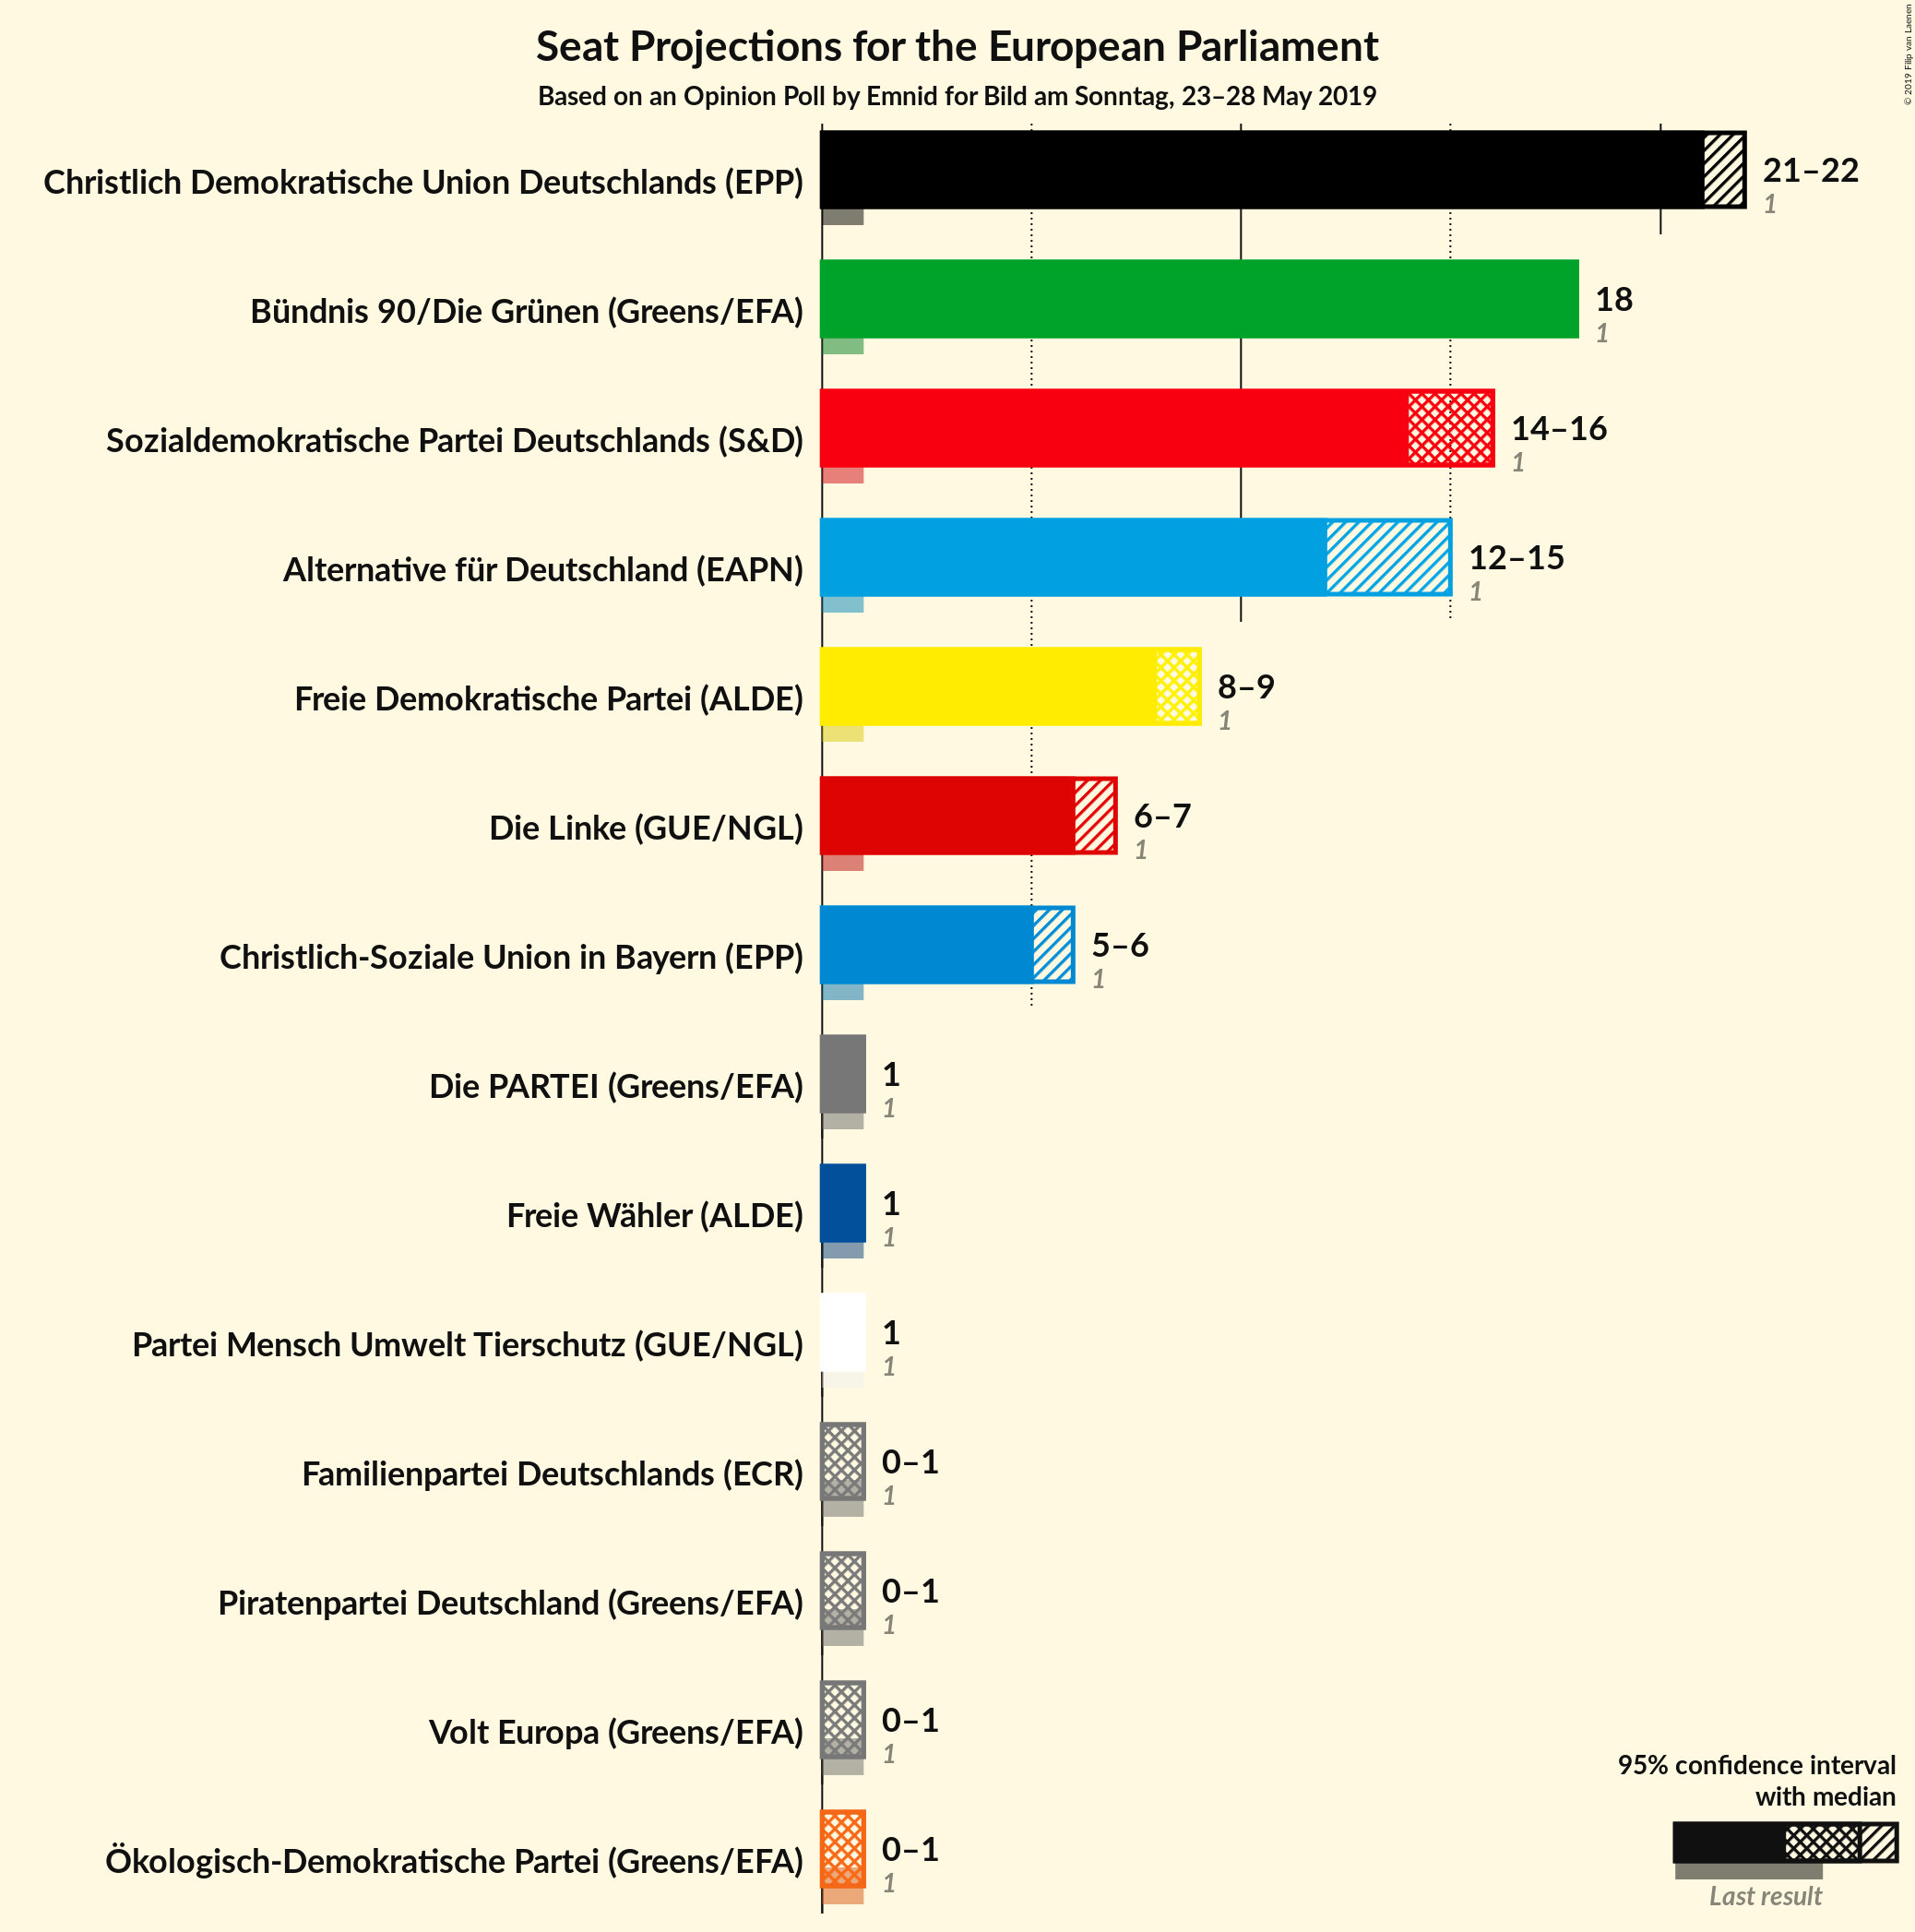 Seat Projections for the European Parliament
Based on an Opinion Poll by Emnid for Bild am Sonntag, 23–28 May 2019
© 2019 Filip van Laenen
Christlich Demokratische Union Deutschlands (EPP)
21–22
1
Bündnis 90/Die Grünen (Greens/EFA)
18
1
Sozialdemokratische Partei Deutschlands (S&D)
14–16
1
Alternative für Deutschland (EAPN)
12–15
1
Freie Demokratische Partei (ALDE)
8–9
1
Die Linke (GUE/NGL)
6–7
1
Christlich-Soziale Union in Bayern (EPP)
5–6
1
Die PARTEI (Greens/EFA)
1
1
Freie Wähler (ALDE)
1
1
Partei Mensch Umwelt Tierschutz (GUE/NGL)
1
1
Familienpartei Deutschlands (ECR)
0–1
1
Piratenpartei Deutschland (Greens/EFA)
0–1
1
Volt Europa (Greens/EFA)
0–1
1
Ökologisch-Demokratische Partei (Greens/EFA)
0–1
1
95% confidence interval
with median
Last result